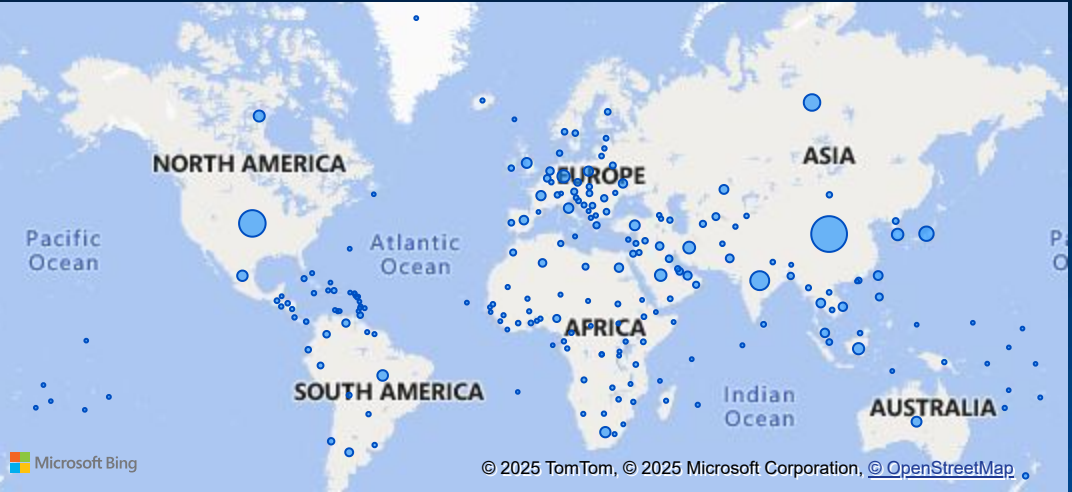 NORTH AMERICA
EUROPE
ASIA
Pacific
Ocean
Atlantic
Ocean
AFRICA
SOUTH AMERICA
Indian
Ocean
AUSTRALIA
Microsoft Bing
© 2025 TomTom, © 2025 Microsoft Corporation, © OpenStreetMap